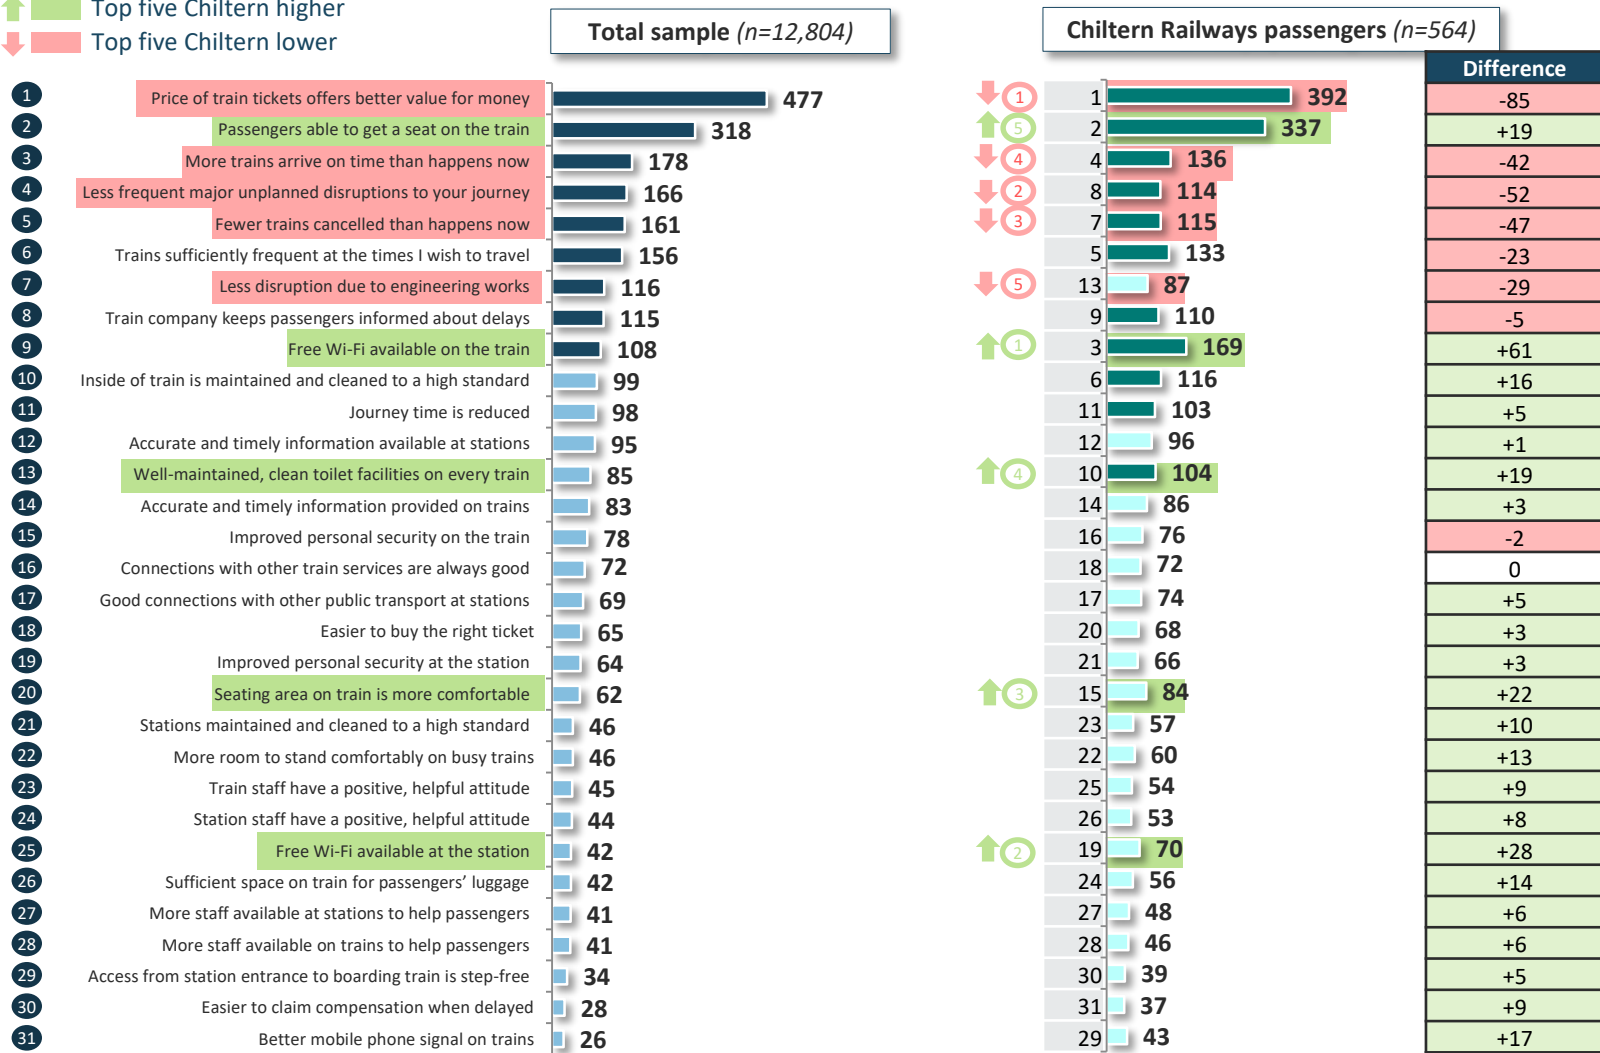 Top five Chiltern higher
Top five Chiltern lower
Total sample (n=12,804)
Chiltern Railways passengers (n=564)
Difference
1 Price of train tickets offers better value for money 477 1 1 392 -85
2 Passengers able to get a seat on the train 318 5 2 337 +19
3 More trains arrive on time than happens now 178 4 4 136 -42
4 Less frequent major unplanned disruptions to your journey 166 2 8 114 -52
5 Fewer trains cancelled than happens now 161 3 7 115 -47
6 Trains sufficiently frequent at the times I wish to travel 156 5 133 -23
7 Less disruption due to engineering works 116 5 13 87 -29
8 Train company keeps passengers informed about delays 115 9 110 -5
9 Free Wi-Fi available on the train 108 1 3 169 +61
10 Inside of train is maintained and cleaned to a high standard 99 6 116 +16
11 Journey time is reduced 98 11 103 +5
12 Accurate and timely information available at stations 95 12 96 +1
13 Well-maintained, clean toilet facilities on every train 85 4 10 104 +19
14 Accurate and timely information provided on trains 83 14 86 +3
15 Improved personal security on the train 78 16 76 -2
16 Connections with other train services are always good 72 18 72 0
17 Good connections with other public transport at stations 69 17 74 +5
18 Easier to buy the right ticket 65 20 68 +3
19 Improved personal security at the station 64 21 66 +3
20 Seating area on train is more comfortable 62 3 15 84 +22
21 Stations maintained and cleaned to a high standard 46 23 57 +10
22 More room to stand comfortably on busy trains 46 22 60 +13
23 Train staff have a positive, helpful attitude 45 25 54 +9
24 Station staff have a positive, helpful attitude 44 26 53 +8
25 Free Wi-Fi available at the station 42 2 19 70 +28
26 Sufficient space on train for passengers’ luggage 42 24 56 +14
27 More staff available at stations to help passengers 41 27 48 +6
28 More staff available on trains to help passengers 41 28 46 +6
29 Access from station entrance to boarding train is step-free 34 30 39 +5
30 Easier to claim compensation when delayed 28 31 37 +9
31 Better mobile phone signal on trains 26 29 43 +17